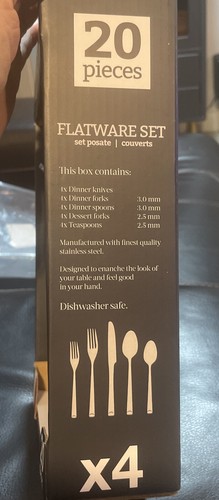 20
pieces
FLATWARE SET
set posate | couverts
This box contains:
4x Dinner knives
4x Dinner forks 3.0 mm
4x Dinner spoons 3.0 mm
4x Dessert forks 2.5 mm
4x Teaspoons 2.5 mm
Manufactured with finest quality
stainless steel.
Designed to enanche the look of
your table and feel good
in your hand.
Dishwasher safe.
x4